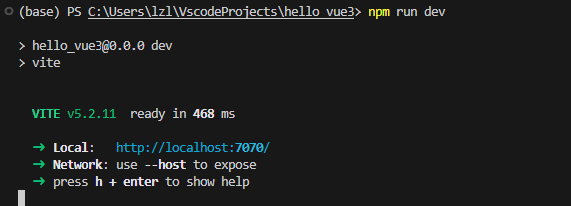 (base) PS C:\Users\lzl\VscodeProjects\hello_vue3> npm run dev
> hello_vue3@0.0.0 dev
> vite
VITE v5.2.11 ready in 468 ms
➜ Local: http://localhost:7070/
➜ Network: use --host to expose
➜ press h + enter to show help